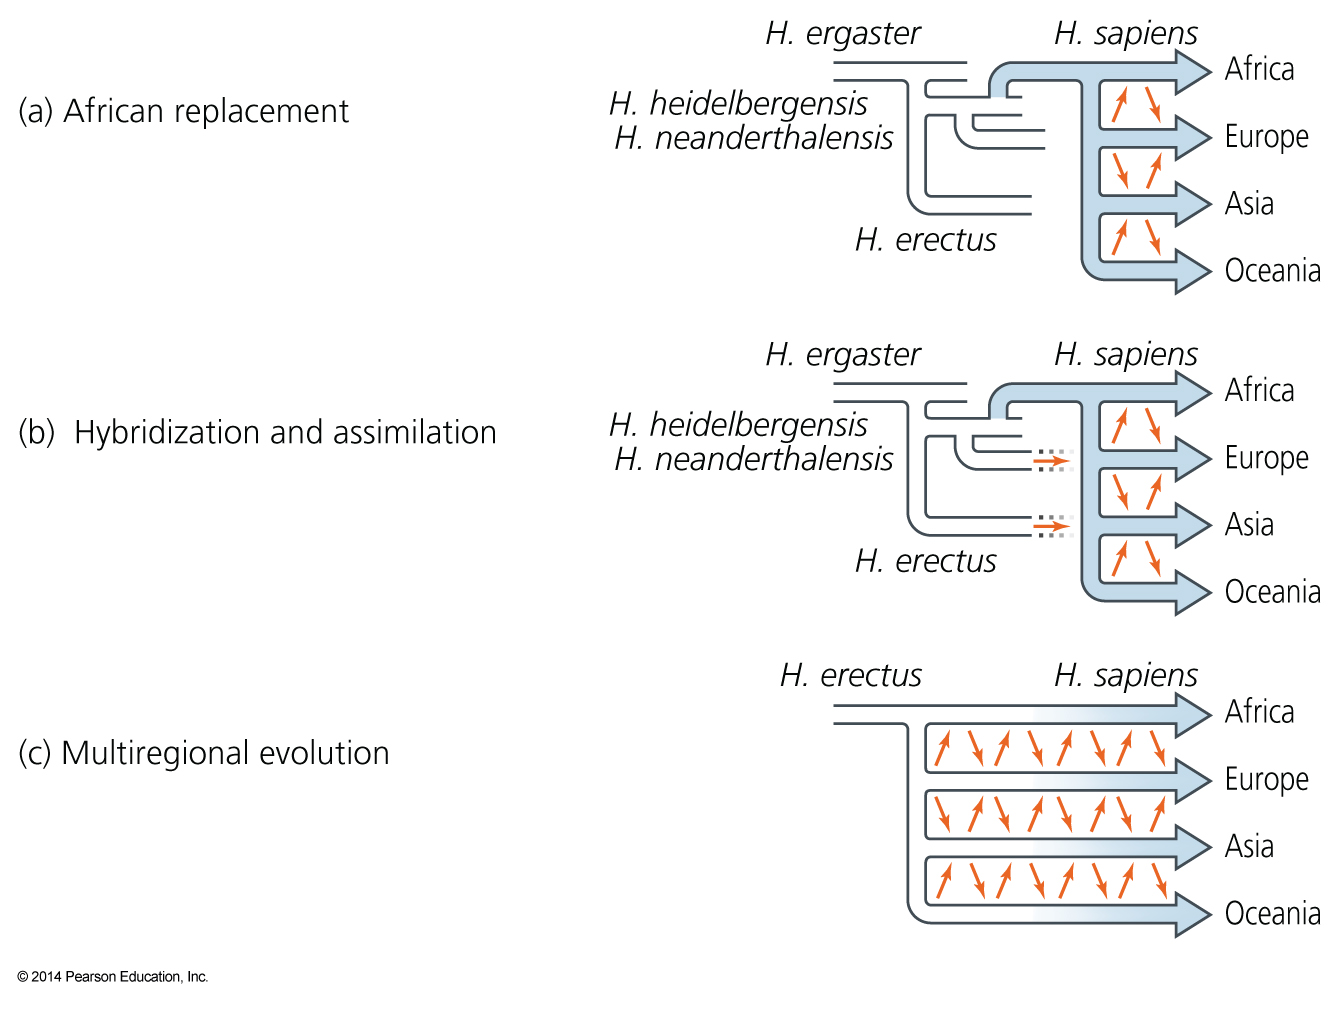 H. ergaster H. sapiens
Africa
(a) African replacement
H. heidelbergensis
H. neanderthalensis
Europe
Asia
H. erectus
Oceania
H. ergaster H. sapiens
Africa
(b) Hybridization and assimilation
H. heidelbergensis
H. neanderthalensis
Europe
Asia
H. erectus
Oceania
H. erectus H. sapiens
Africa
(c) Multiregional evolution
Europe
Asia
Oceania
© 2014 Pearson Education, Inc.